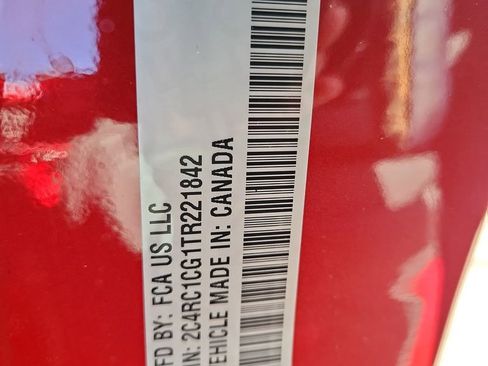 FD BY: FCA US LLC
IN: 2C4RC1CG1TR221842
EHICLE MADE IN: CANADA